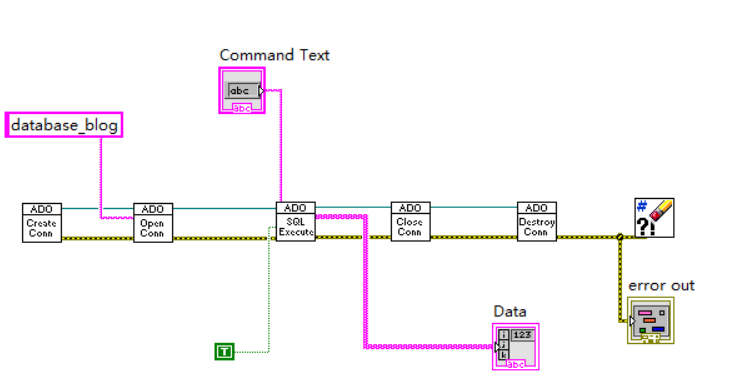 Command Text
abc
abc
database_blog
ADO
Create
Conn
ADO
Open
Conn
ADO
SQL
Execute
ADO
Close
Conn
ADO
Destroy
Conn
#
?!
error out
Data
i
j
k
123
abc
T